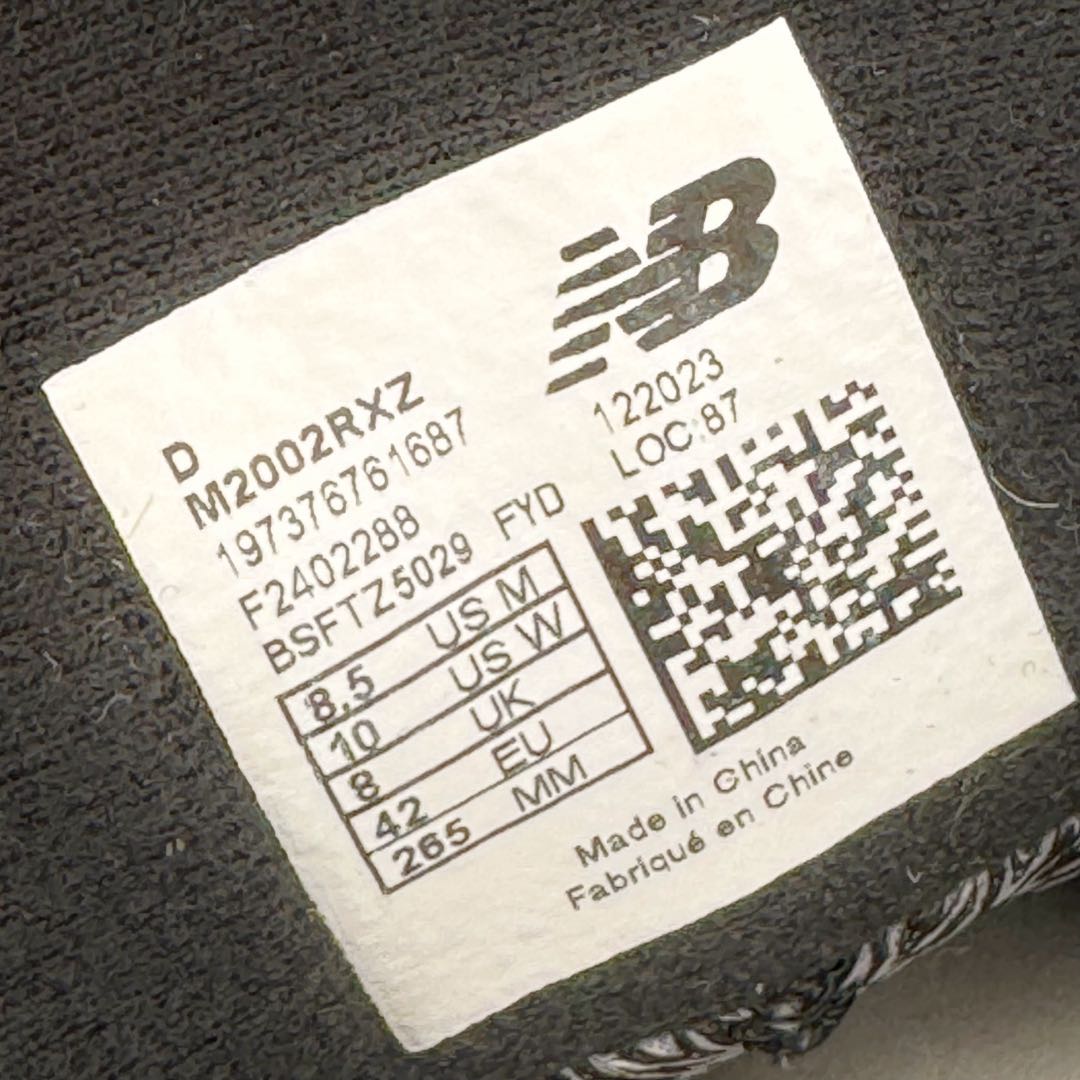 NB
122023
LOC:87
D
M2002RXZ
197376761687
F2402288
BSFTZ5029 FYD
8.5 US M
10 US W
8 UK
42 EU
265 MM
Made in China
Fabriqué en Chine